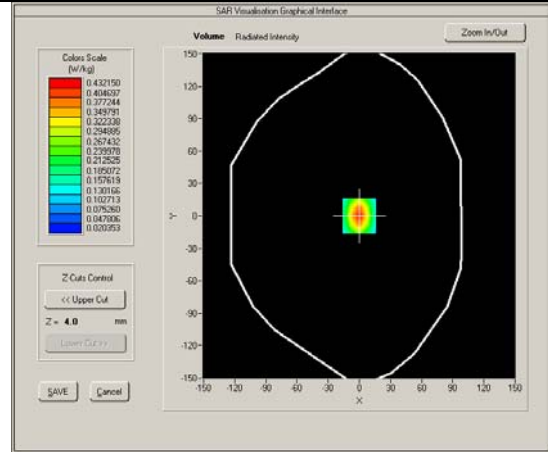 SAR Visualisation Graphical Interface
Volume Radiated Intensity
Zoom In/Out
Colors Scale
(W/kg)
0.432150
0.404697
0.377244
0.349791
0.322338
0.294885
0.267432
0.239978
0.212525
0.185072
0.157619
0.130166
0.102713
0.075260
0.047806
0.020353
150-
120-
90-
60-
30-
0-
-30-
-60-
-90-
-120-
-150-
Y
-150 -120 -90 -60 -30 0 30 60 90 120 150
X
Z-Cuts Control
<< Upper Cut
Z = 4.0 mm
Lower Cut >>
SAVE Cancel